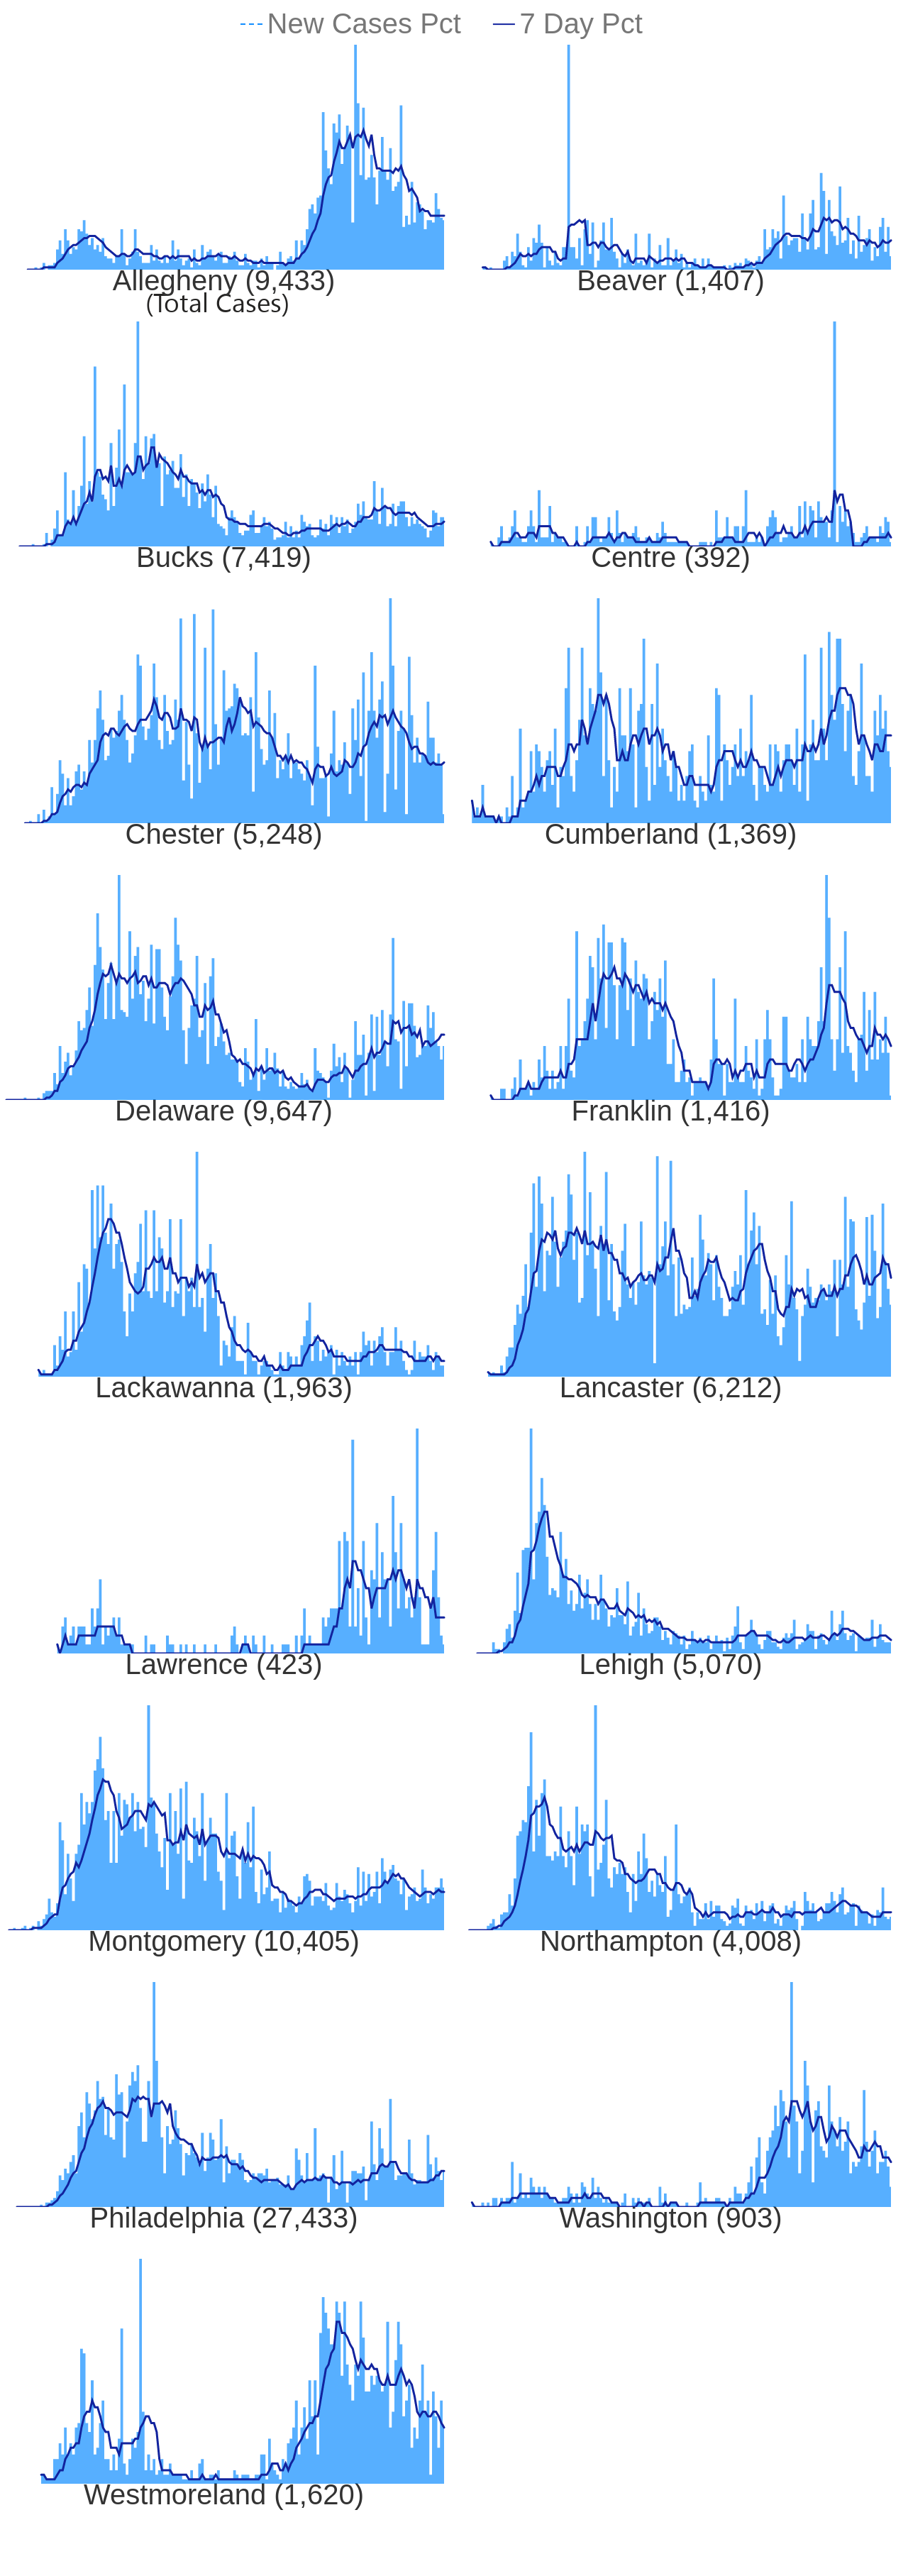 New Cases Pct 7 Day Pct
Allegheny (9,433) Beaver (1,407)
(Total Cases)
Bucks (7,419) Centre (392)
Chester (5,248) Cumberland (1,369)
Delaware (9,647) Franklin (1,416)
Lackawanna (1,963) Lancaster (6,212)
Lawrence (423) Lehigh (5,070)
Montgomery (10,405) Northampton (4,008)
Philadelphia (27,433) Washington (903)
Westmoreland (1,620)